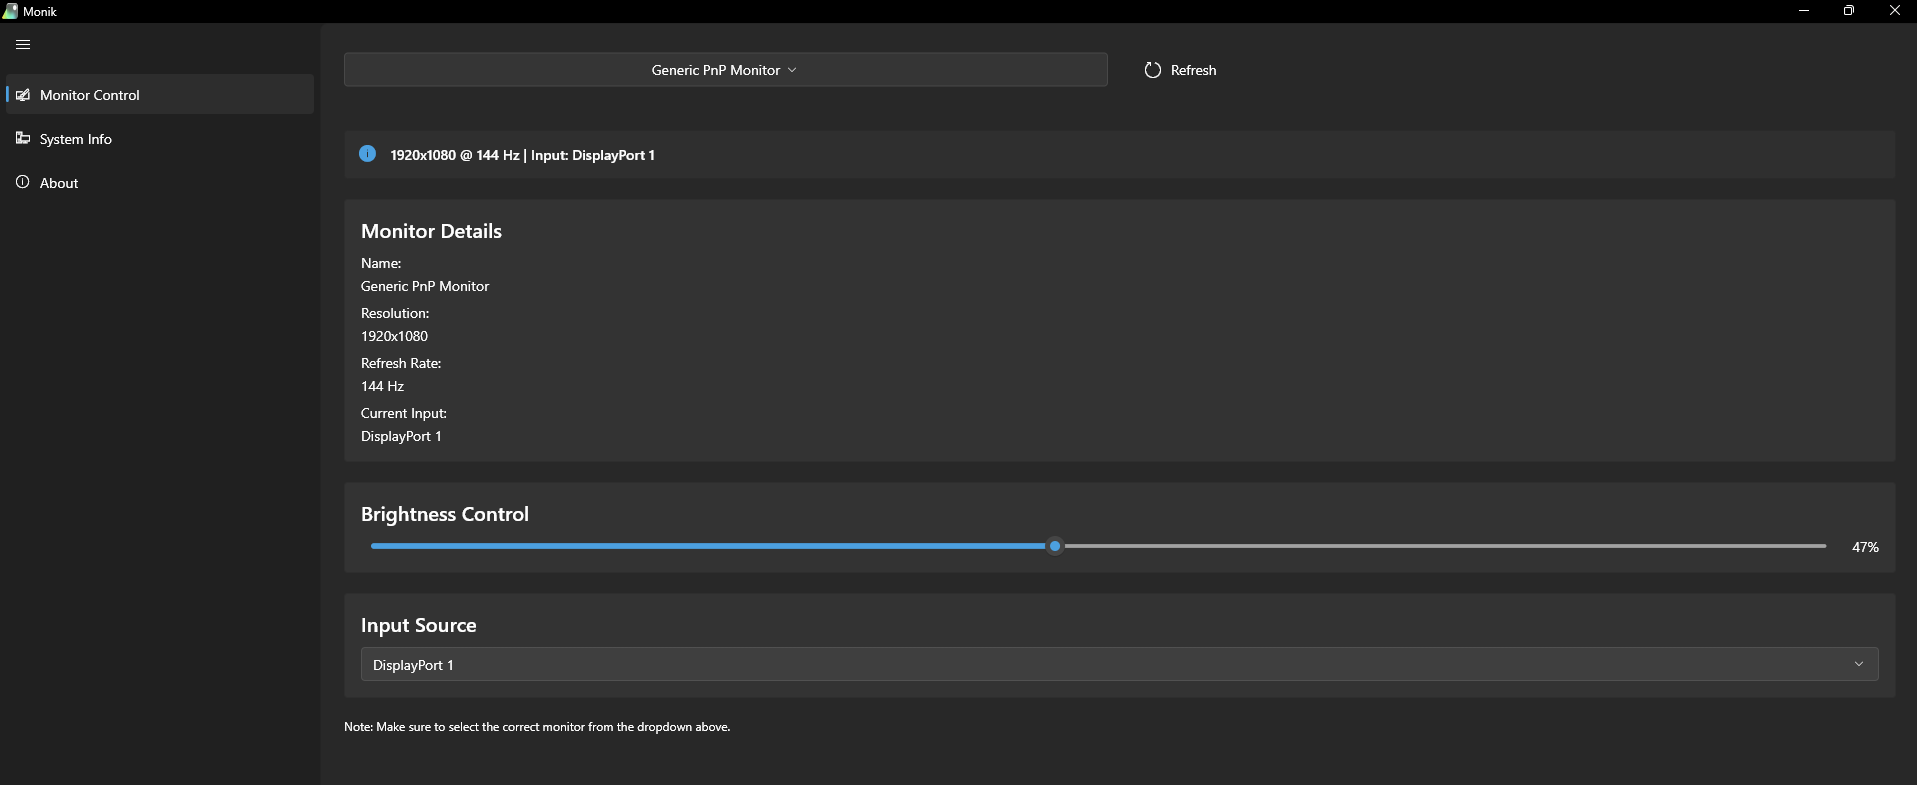 Monik
Monitor Control
System Info
About
Generic PnP Monitor
Refresh
1920x1080 @ 144 Hz | Input: DisplayPort 1
Monitor Details
Name:
Generic PnP Monitor
Resolution:
1920x1080
Refresh Rate:
144 Hz
Current Input:
DisplayPort 1
Brightness Control
47%
Input Source
DisplayPort 1
Note: Make sure to select the correct monitor from the dropdown above.